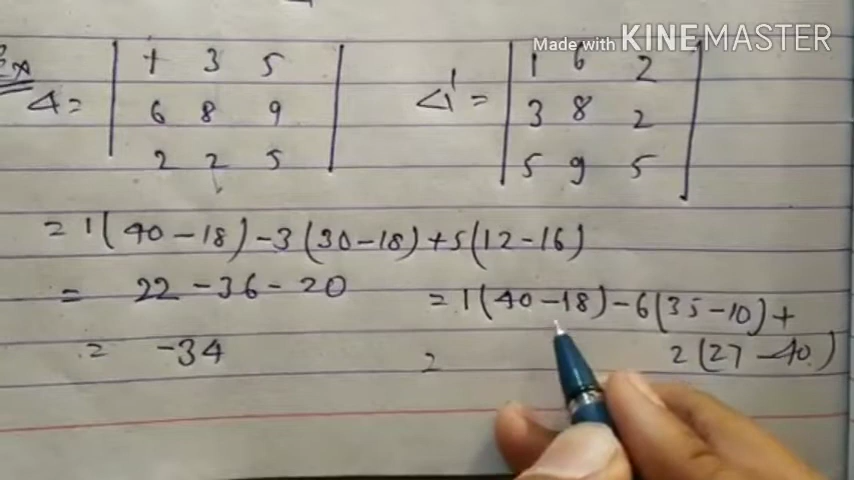 Made with KINEMASTER
Ex
Δ = | 1 3 5 |
| 6 8 9 |
| 2 2 5 |
Δ' = | 1 6 2 |
| 3 8 2 |
| 5 9 5 |
= 1(40-18)-3(30-18)+5(12-16)
= 22-36-20
= -34
= 1(40-18)-6(35-10)+
2(27-40)
=